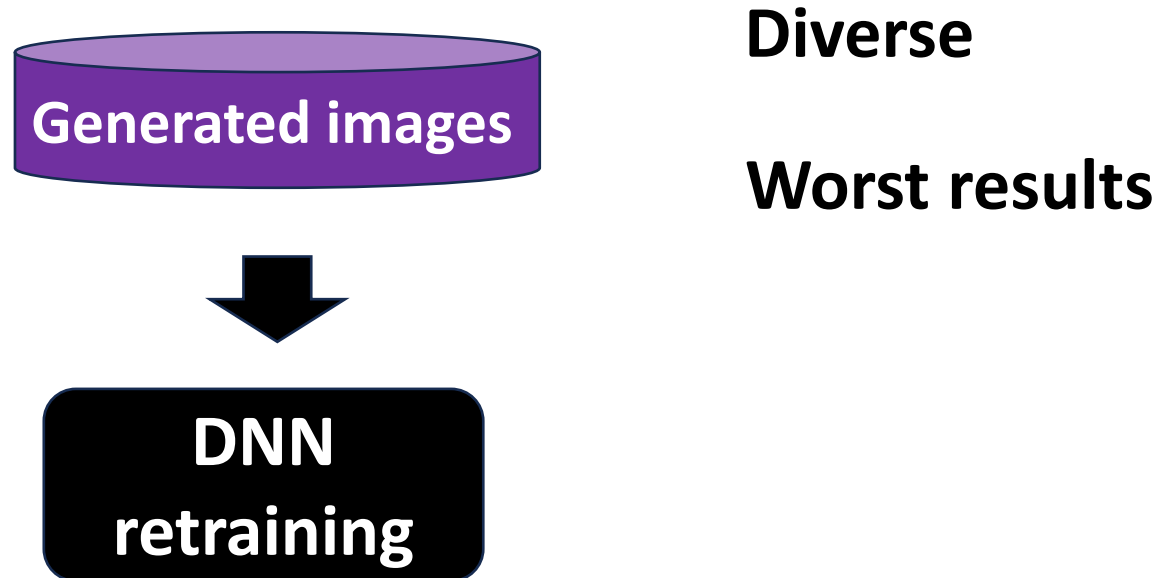 Generated images
DNN
retraining
Diverse
Worst results